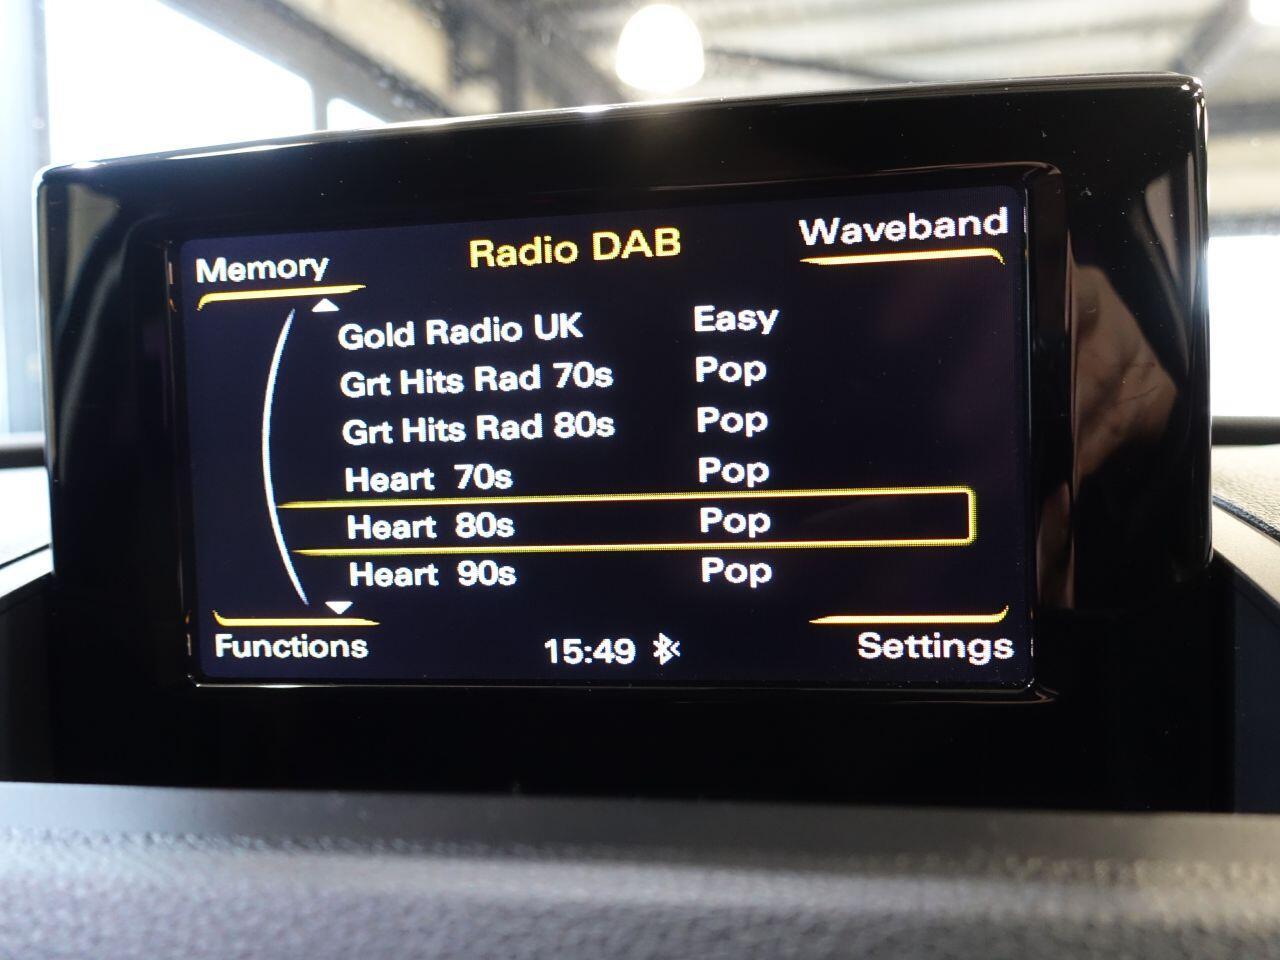 Memory Radio DAB Waveband
Gold Radio UK Easy
Grt Hits Rad 70s Pop
Grt Hits Rad 80s Pop
Heart 70s Pop
Heart 80s Pop
Heart 90s Pop
Functions 15:49 Settings